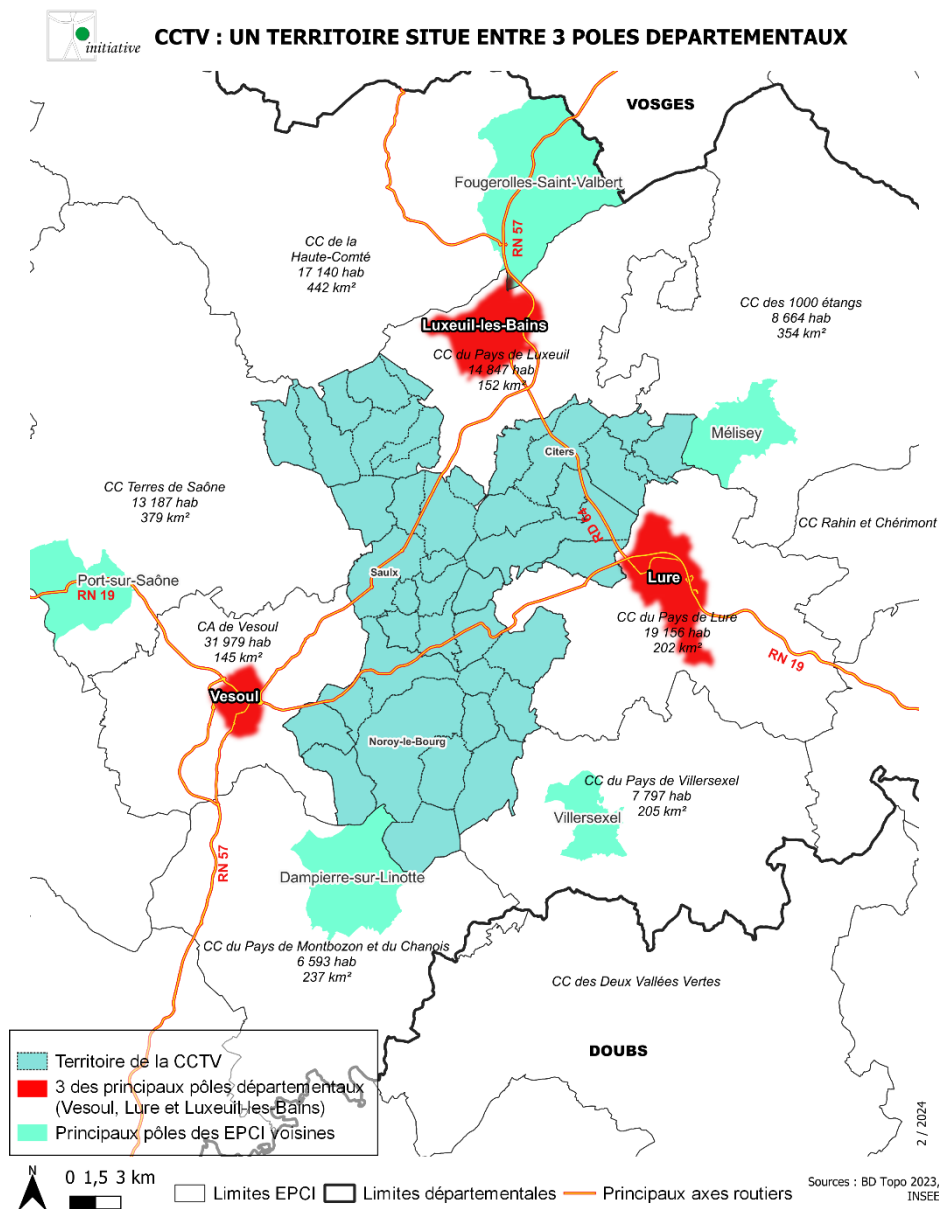 initiative
CCTV : UN TERRITOIRE SITUE ENTRE 3 POLES DEPARTEMENTAUX
VOSGES
Fougerolles-Saint-Valbert
RN 57
CC de la
Haute-Comté
17 140 hab
442 km²
CC des 1000 étangs
8 664 hab
354 km²
Luxeuil-les-Bains
CC du Pays de Luxeuil
14 847 hab
152 km²
Mélisey
Citers
CC Terres de Saône
13 187 hab
379 km²
RD 64
CC Rahin et Chérimont
Saulx
Port-sur-Saône
RN 19
Lure
CC du Pays de Lure
19 156 hab
202 km²
CA de Vesoul
31 979 hab
145 km²
RN 19
Vesoul
Noroy-le-Bourg
CC du Pays de Villersexel
7 797 hab
205 km²
Villersexel
RN 57
Dampierre-sur-Linotte
CC du Pays de Montbozon et du Chanois
6 593 hab
237 km²
CC des Deux Vallées Vertes
DOUBS
Territoire de la CCTV
3 des principaux pôles départementaux
(Vesoul, Lure et Luxeuil-les-Bains)
Principaux pôles des EPCI voisines
2 / 2024
N
0 1,5 3 km
Limites EPCI
Limites départementales
Principaux axes routiers
Sources : BD Topo 2023,
INSEE